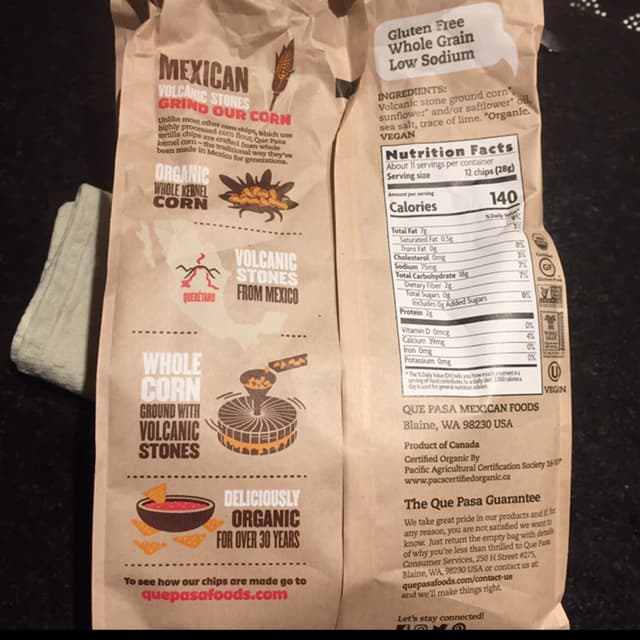 MEXICAN
VOLCANIC STONES
GRIND OUR CORN
Unlike most other corn chips, which use
highly processed corn flour, Que Pasa
tortilla chips are crafted from whole
kernel corn – the traditional way they've
been made in Mexico for generations.
ORGANIC
WHOLE KERNEL
CORN
QUERÉTARO
VOLCANIC
STONES
FROM MEXICO
WHOLE
CORN
GROUND WITH
VOLCANIC
STONES
DELICIOUSLY
ORGANIC
FOR OVER 30 YEARS
To see how our chips are made go to
quepasafoods.com
Gluten Free
Whole Grain
Low Sodium
INGREDIENTS:
Volcanic stone ground corn*,
sunflower* and/or safflower* oil,
sea salt, trace of lime. *Organic.
VEGAN
Nutrition Facts
About 11 servings per container
Serving size 12 chips (28g)
Amount per serving
Calories 140
% Daily
Total Fat 7g
Saturated Fat 0.5g
Trans Fat 0g
Cholesterol 0mg 0%
Sodium 75mg 3%
Total Carbohydrate 18g 7%
Dietary Fiber 2g 7%
Total Sugars 0g
Includes 0g Added Sugars 0%
Protein 2g
Vitamin D 0mcg 0%
Calcium 39mg 4%
Iron 0mg 0%
Potassium 0mg 0%
GF
U
VEGAN
QUE PASA MEXICAN FOODS
Blaine, WA 98230 USA
Product of Canada
Certified Organic By
Pacific Agricultural Certification Society
www.pacscertifiedorganic.ca
The Que Pasa Guarantee
We take great pride in our products and if, for
any reason, you are not satisfied we want to
know. Just return the empty bag with details
of why you're less than thrilled to Que Pasa
Consumer Services, 250 H Street #275,
Blaine, WA, 98230 USA or contact us at
quepasafoods.com/contact-us
and we'll make things right.
Let's stay connected!